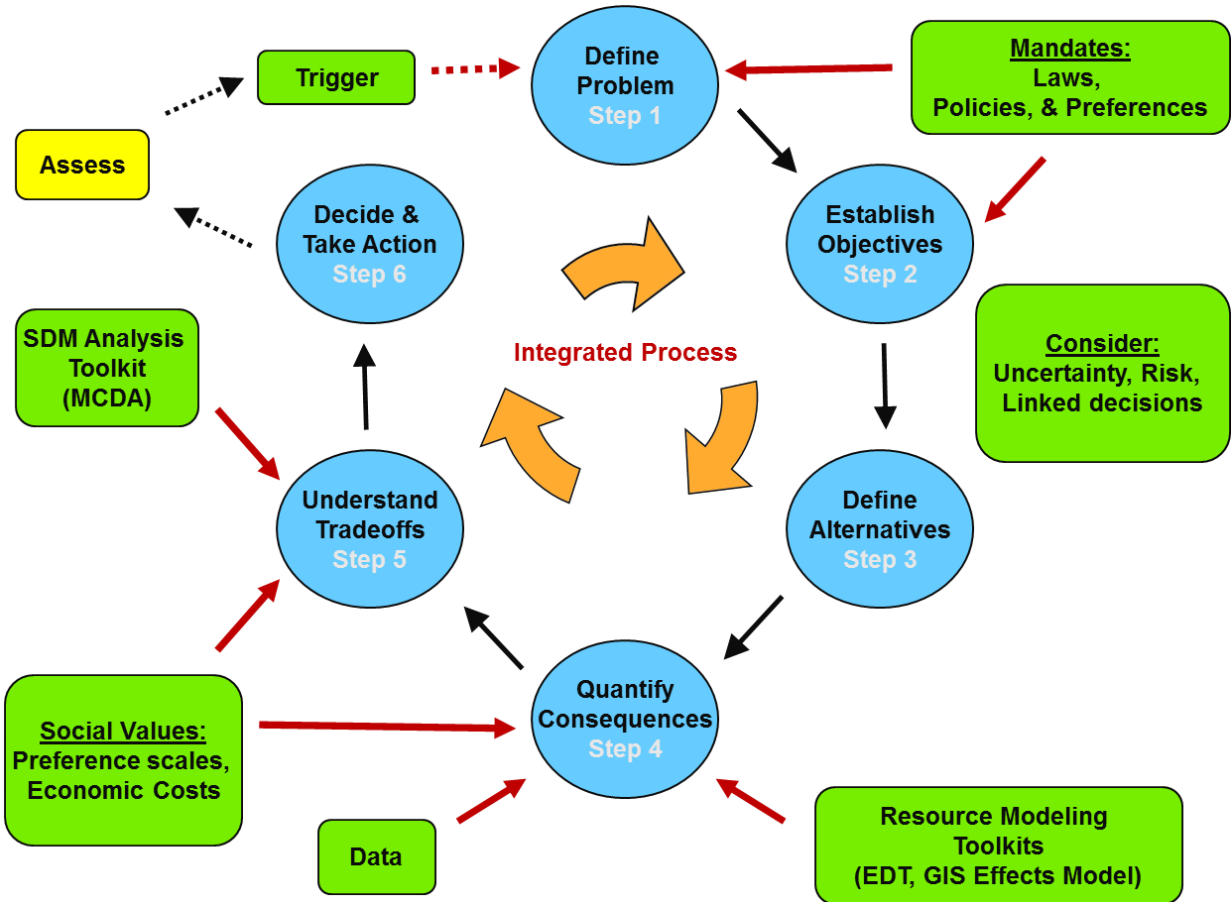 Trigger
Define
Problem
Step 1
Mandates:
Laws,
Policies, & Preferences
Assess
Decide &
Take Action
Step 6
Establish
Objectives
Step 2
SDM Analysis
Toolkit
(MCDA)
Integrated Process
Consider:
Uncertainty, Risk,
Linked decisions
Understand
Tradeoffs
Step 5
Define
Alternatives
Step 3
Social Values:
Preference scales,
Economic Costs
Quantify
Consequences
Step 4
Data
Resource Modeling
Toolkits
(EDT, GIS Effects Model)